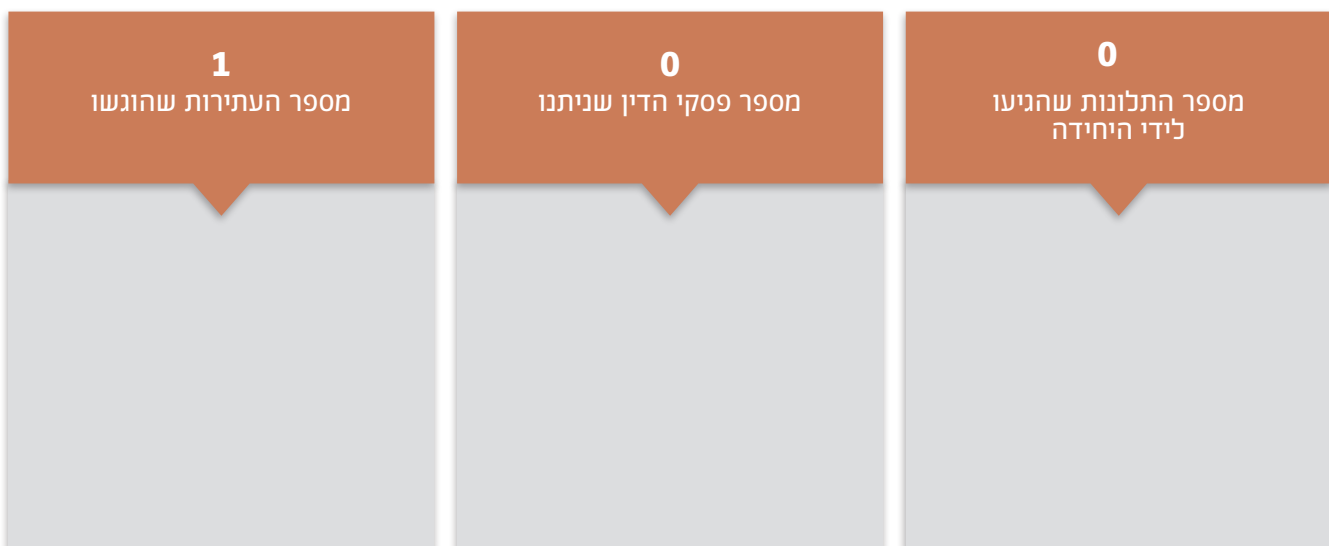 0
מספר התלונות שהגיעו
לידי היחידה
0
מספר פסקי הדין שניתנו
1
מספר העתירות שהוגשו